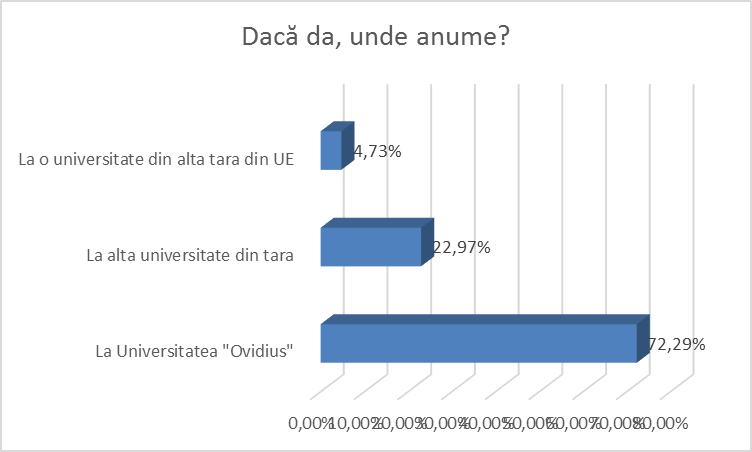 Dacă da, unde anume?
La o universitate din alta tara din UE
4,73%
La alta universitate din tara
22,97%
La Universitatea "Ovidius"
72,29%
0,00% 10,00% 20,00% 30,00% 40,00% 50,00% 60,00% 70,00% 80,00%